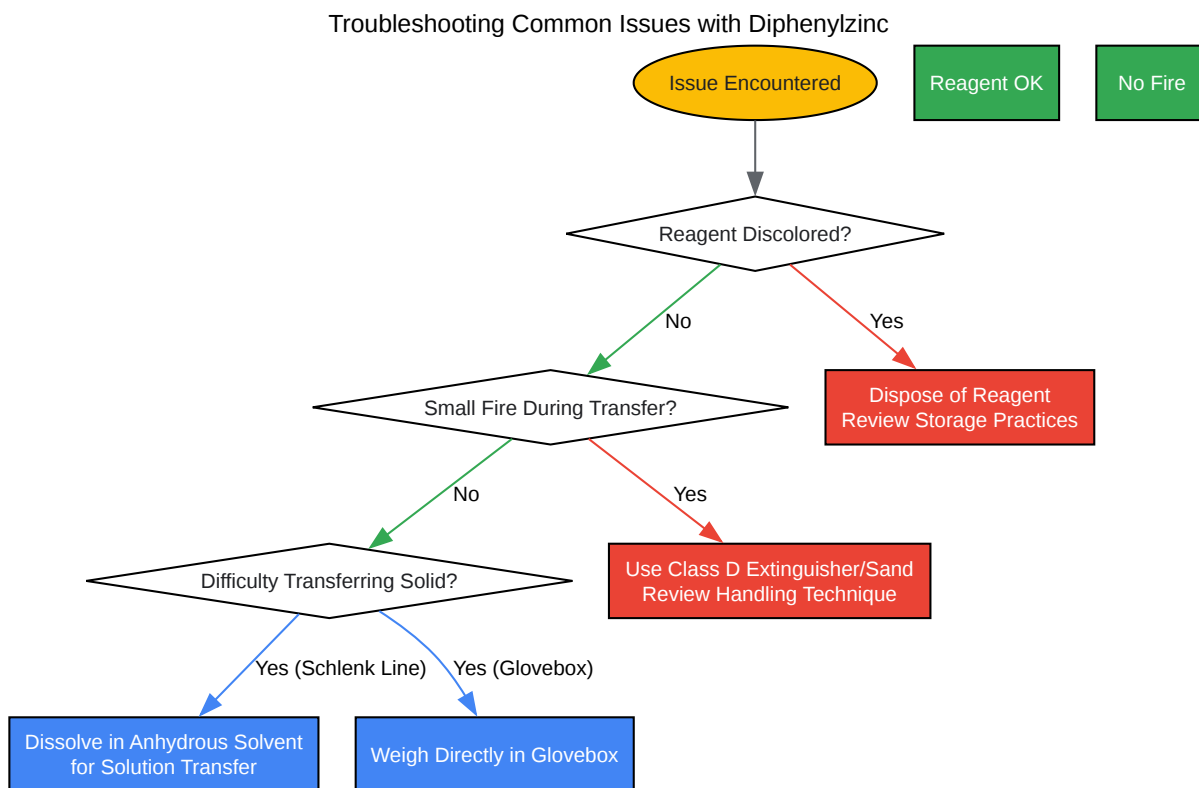 Troubleshooting Common Issues with Diphenylzinc
Issue Encountered
Reagent OK
No Fire
Reagent Discolored?
No
Yes
Small Fire During Transfer?
Dispose of Reagent
Review Storage Practices
No
Yes
Difficulty Transferring Solid?
Use Class D Extinguisher/Sand
Review Handling Technique
Yes (Schlenk Line)
Yes (Glovebox)
Dissolve in Anhydrous Solvent
for Solution Transfer
Weigh Directly in Glovebox